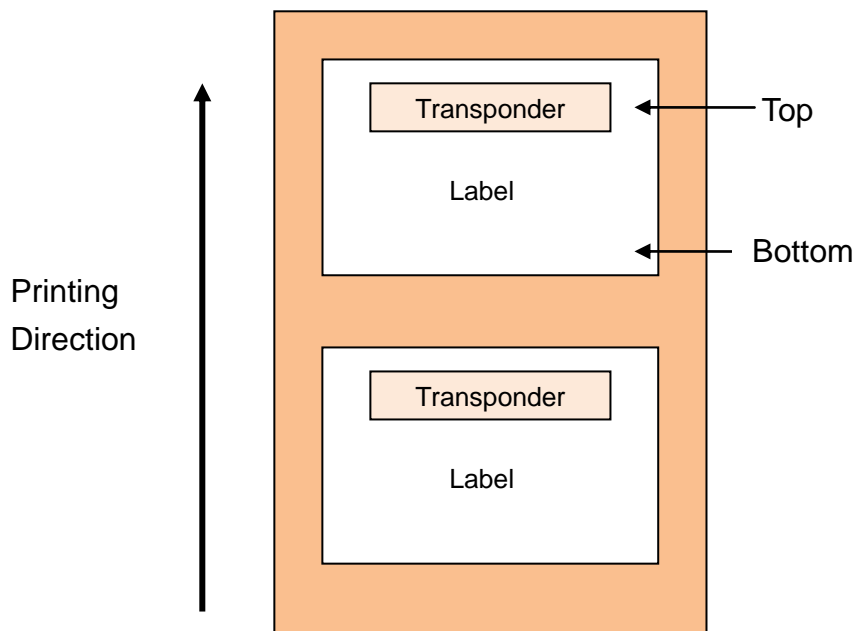 Transponder
Top
Label
Bottom
Printing
Direction
Transponder
Label